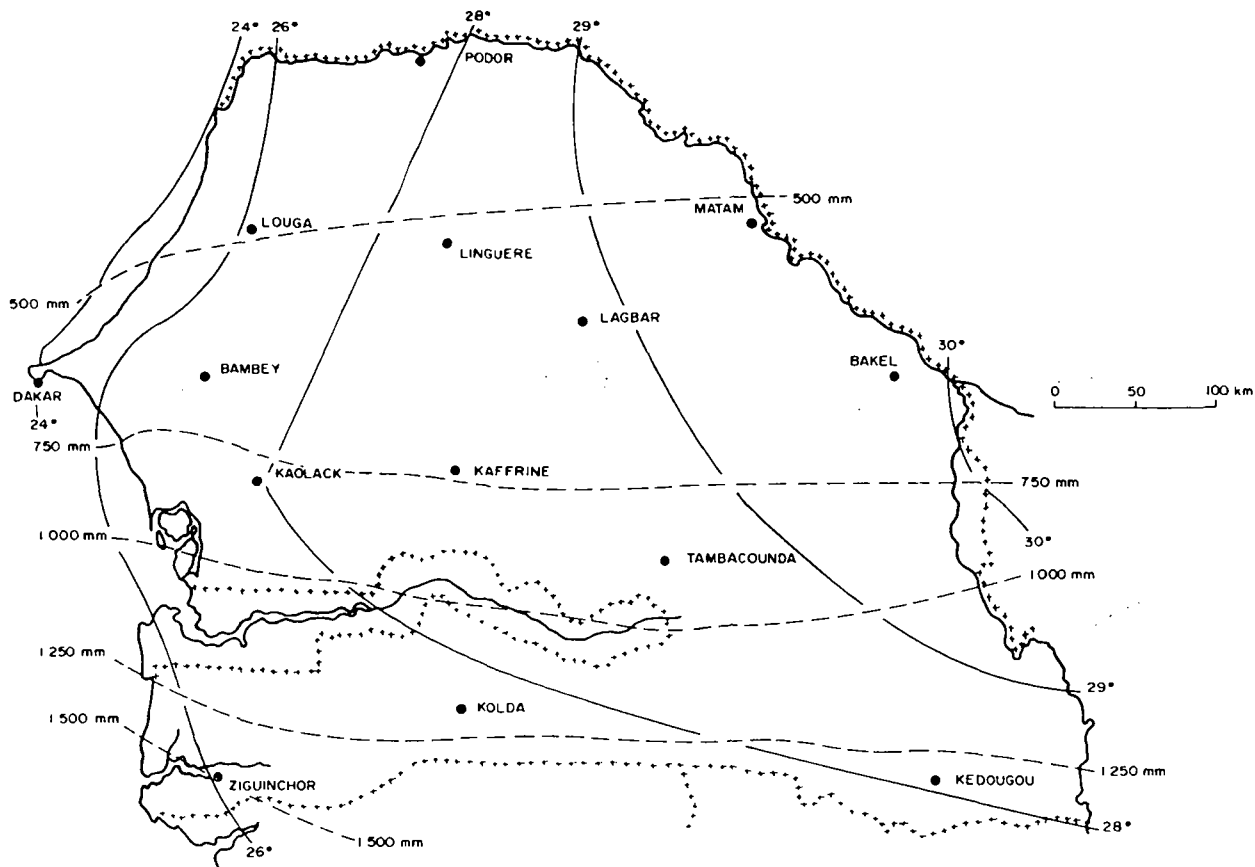 24°
26°
28°
29°
PODOR
500 mm
MATAM
LOUGA
LINGUERE
500 mm
LAGBAR
30°
BAKEL
BAMBEY
0 50 100 km
DAKAR
24°
750 mm
KAOLACK
KAFFRINE
750 mm
1 000 mm
30°
TAMBACOUNDA
1 000 mm
1 250 mm
29°
KOLDA
1 500 mm
1 250 mm
ZIGUINCHOR
KEDOUGOU
28°
1 500 mm
26°